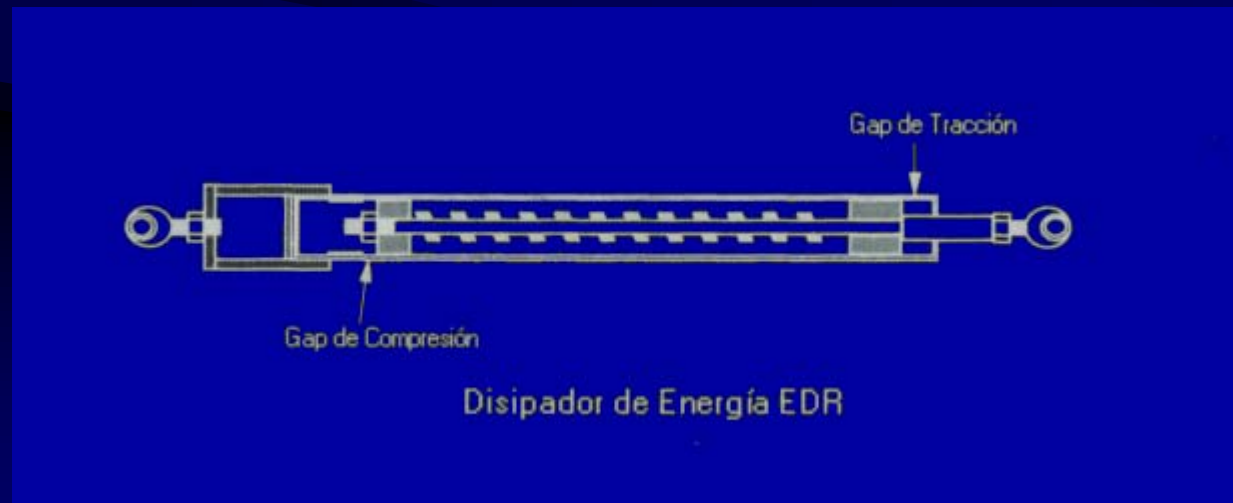 Gap de Tracción
Gap de Compresión
Disipador de Energía EDR